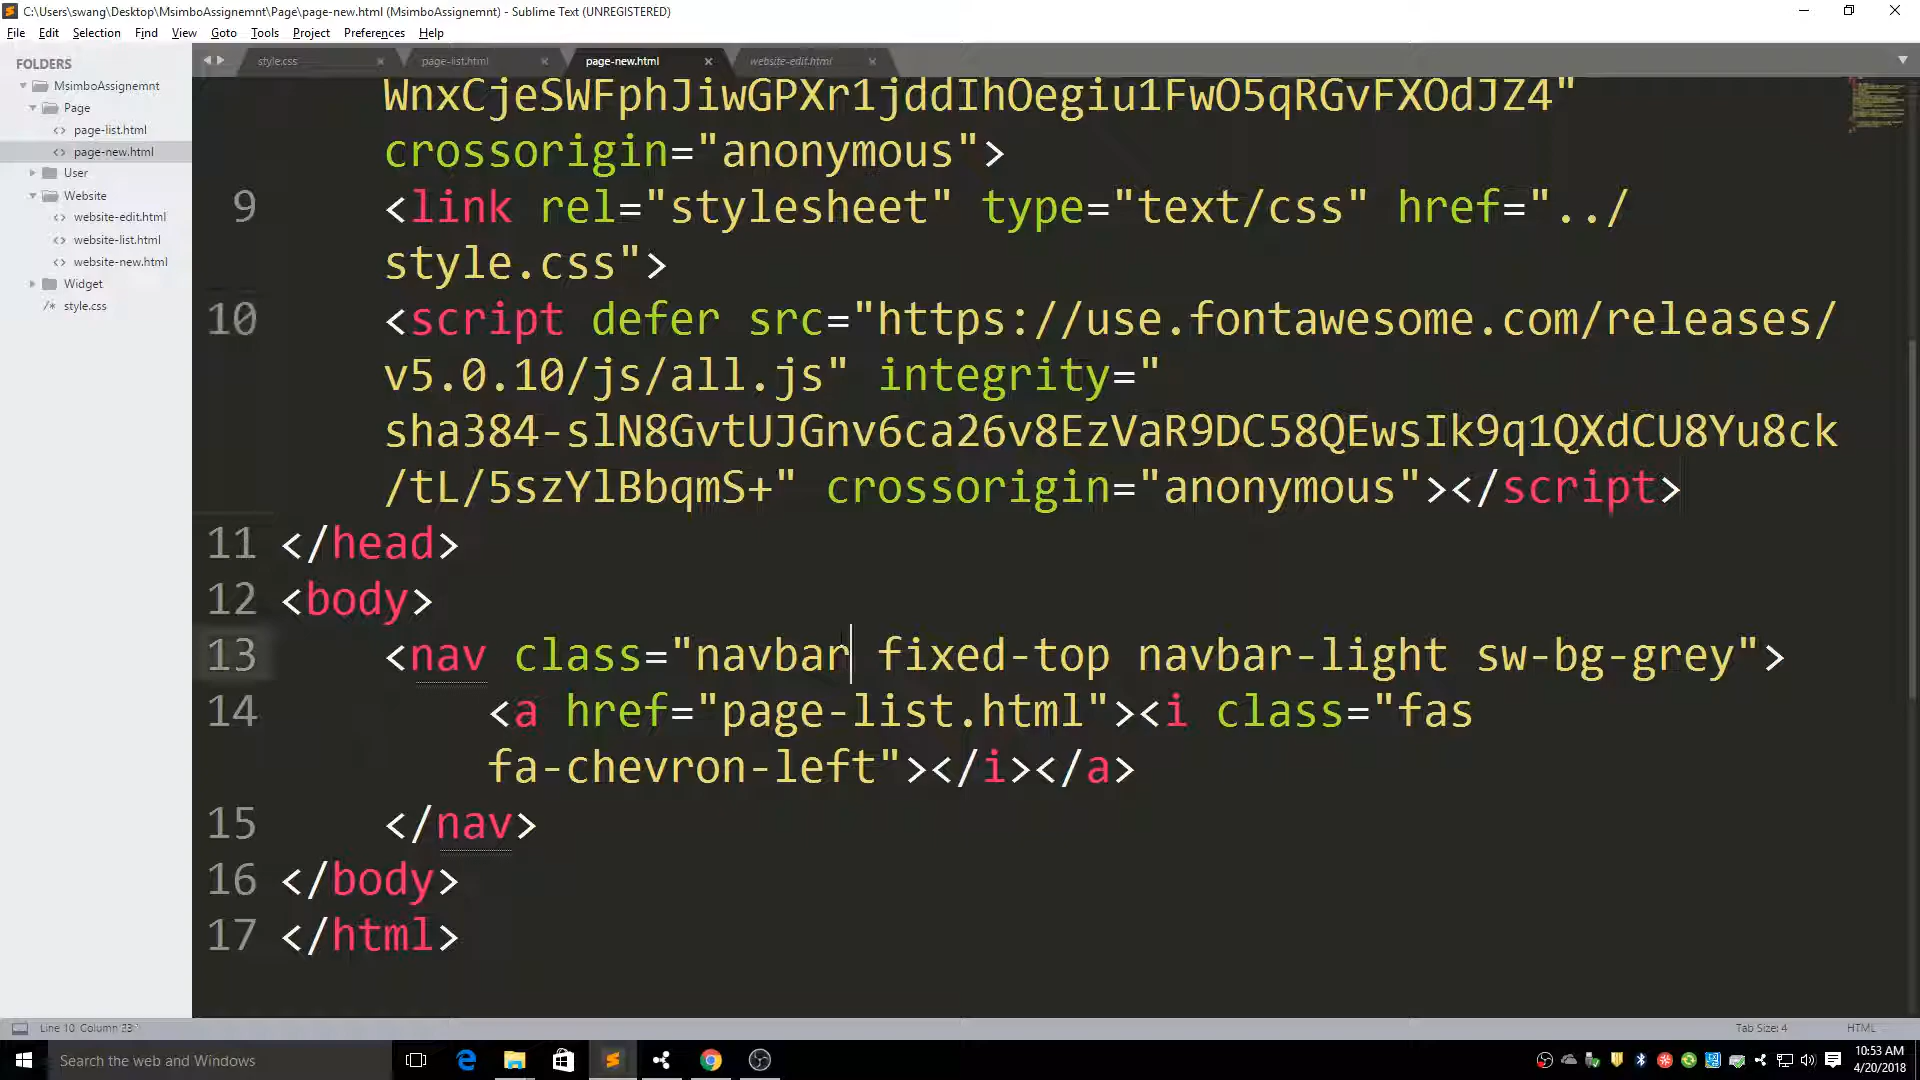 C:\Users\swang\Desktop\MsimboAssignemnt\Page\page-new.html (MsimboAssignemnt) - Sublime Text (UNREGISTERED)
File Edit Selection Find View Goto Tools Project Preferences Help
FOLDERS
MsimboAssignemnt
Page
page-list.html
page-new.html
User
Website
website-edit.html
website-list.html
website-new.html
Widget
style.css
style.css page-list.html page-new.html website-edit.html
WnxCjeSWFphJiwGPXr1jddIhOegiu1FwO5qRGvFXOdJZ4"
crossorigin="anonymous">
9 <link rel="stylesheet" type="text/css" href="../
style.css">
10 <script defer src="https://use.fontawesome.com/releases/
v5.0.10/js/all.js" integrity="
sha384-slN8GvtUJGnv6ca26v8EzVaR9DC58QEwsIk9q1QXdCU8Yu8ck
/tL/5szYlBbqmS+" crossorigin="anonymous"></script>
11 </head>
12 <body>
13 <nav class="navbar fixed-top navbar-light sw-bg-grey">
14 <a href="page-list.html"><i class="fas
fa-chevron-left"></i></a>
15 </nav>
16 </body>
17 </html>
Line 10 Column
Tab Size: 4 HTML
Search the web and Windows
10:53 AM
4/20/2018